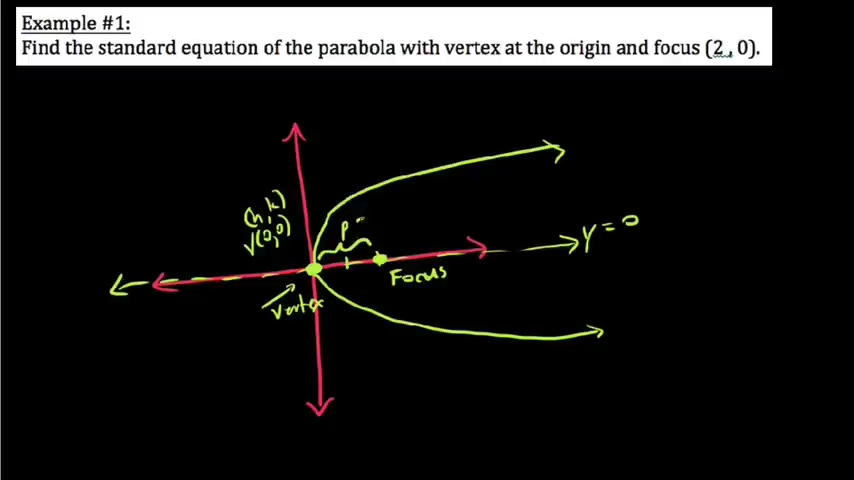 Example #1:
Find the standard equation of the parabola with vertex at the origin and focus (2 , 0).
(h, k)
V(0, 0)
P =
y = 0
Focus
Vertex